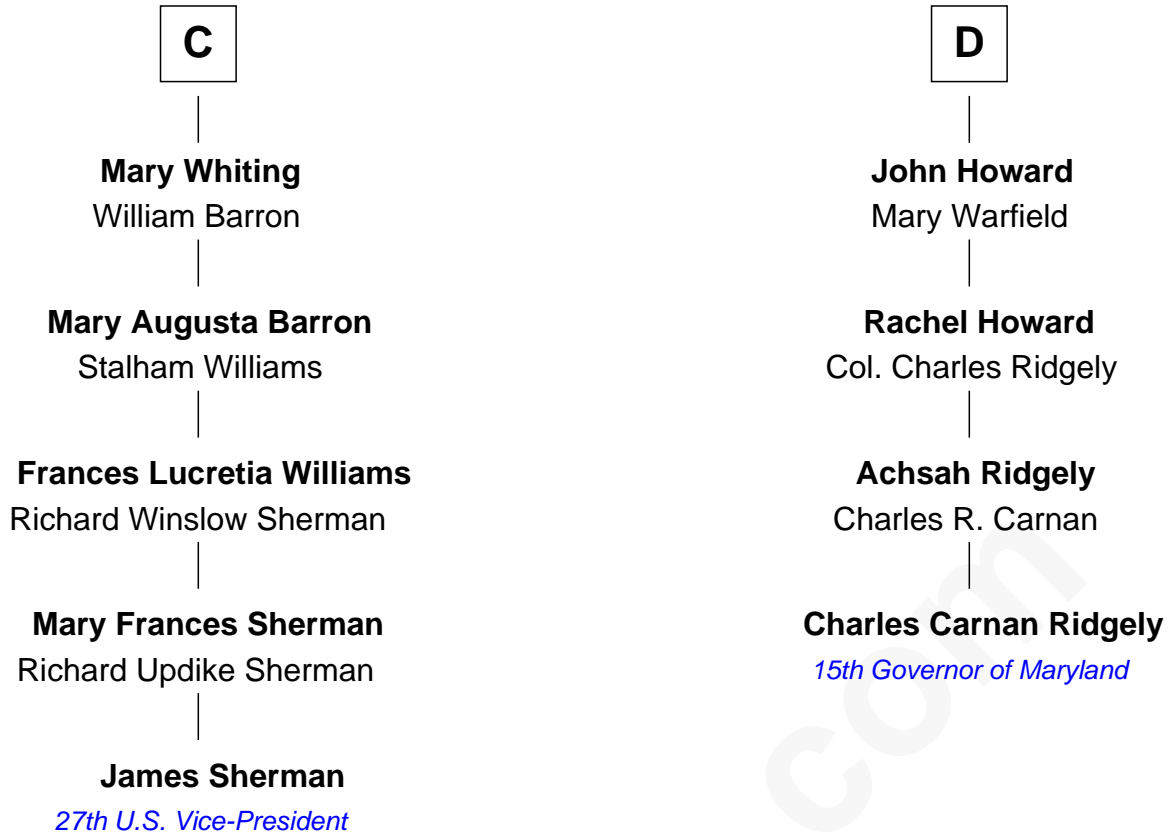 C
Mary Whiting
William Barron
Mary Augusta Barron
Stalham Williams
Frances Lucretia Williams
Richard Winslow Sherman
Mary Frances Sherman
Richard Updike Sherman
James Sherman
27th U.S. Vice-President
D
John Howard
Mary Warfield
Rachel Howard
Col. Charles Ridgely
Achsah Ridgely
Charles R. Carnan
Charles Carnan Ridgely
15th Governor of Maryland
com